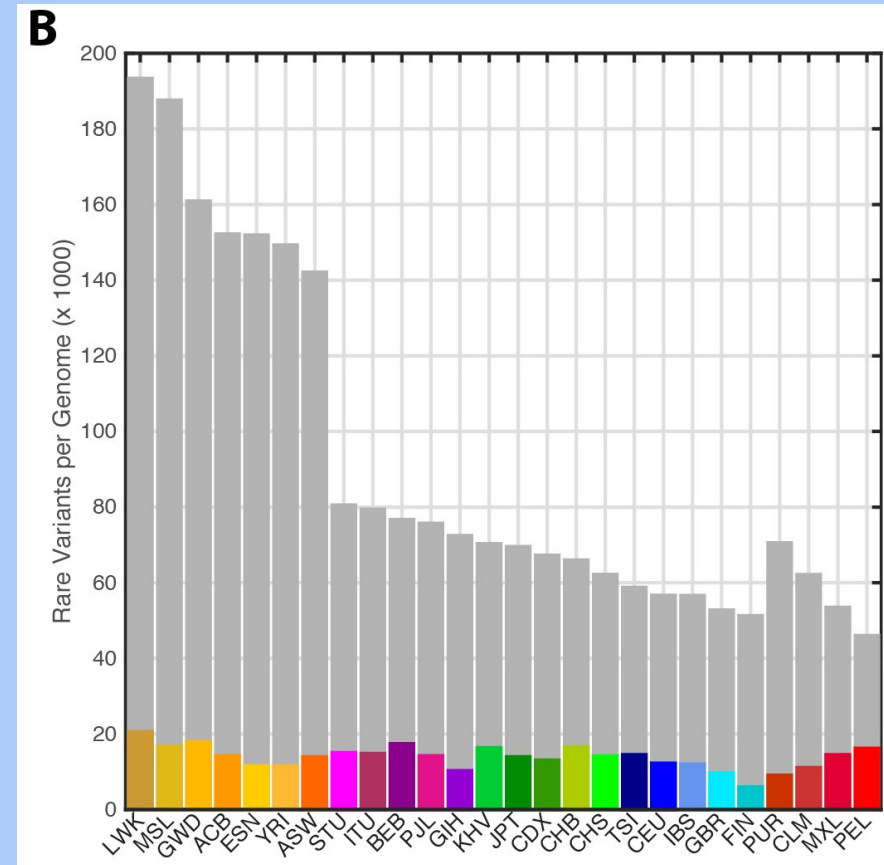 B
Rare Variants per Genome (x 1000)
200
180
160
140
120
100
80
60
40
20
0
LWK
MSL
GWD
ACB
ESN
YRI
ASW
STU
ITU
BEB
PJL
GIH
KHV
JPT
CDX
CHB
CHS
TSI
CEU
IBS
GBR
FIN
PUR
CLM
MXL
PEL